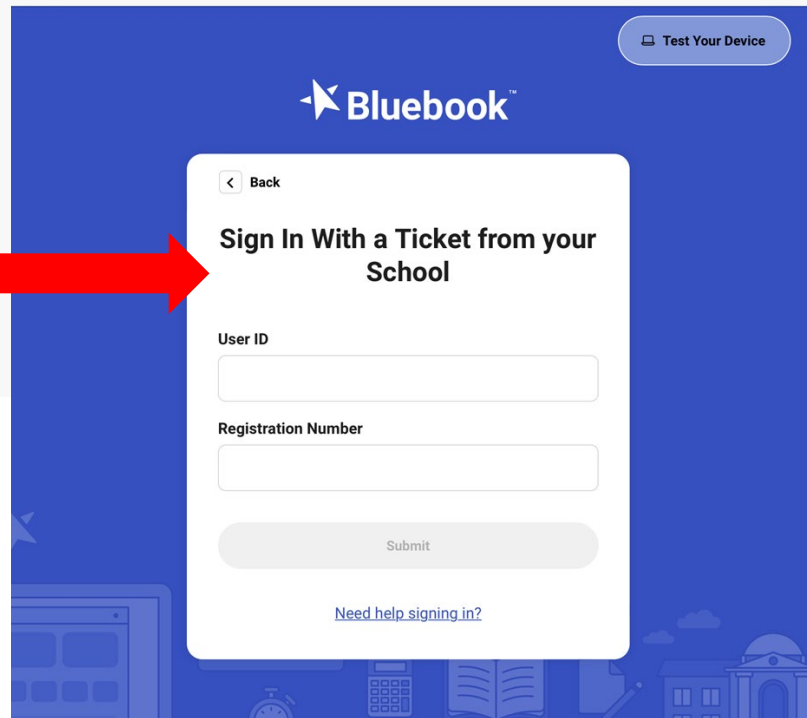 Test Your Device
Bluebook™
Back
Sign In With a Ticket from your
School
User ID
Registration Number
Submit
Need help signing in?